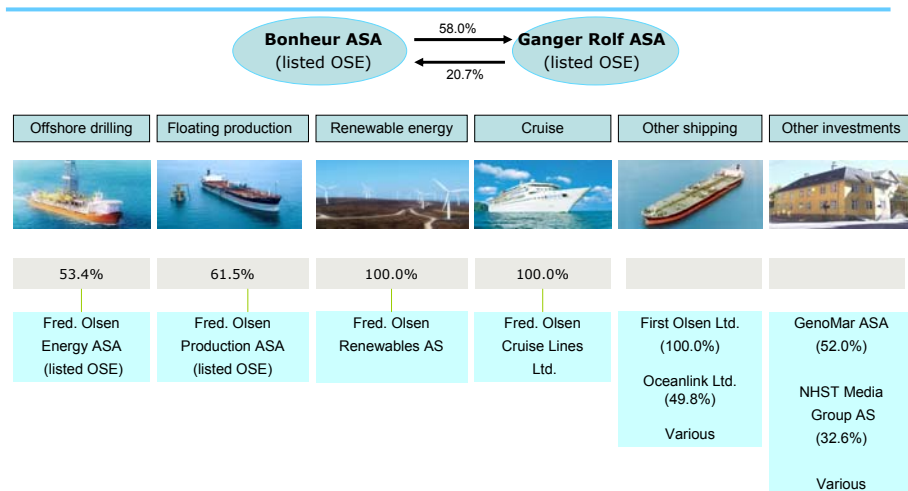 58.0%
Bonheur ASA
(listed OSE)
Ganger Rolf ASA
(listed OSE)
20.7%
Offshore drilling
Floating production
Renewable energy
Cruise
Other shipping
Other investments
53.4%
61.5%
100.0%
100.0%
Fred. Olsen
Energy ASA
(listed OSE)
Fred. Olsen
Production ASA
(listed OSE)
Fred. Olsen
Renewables AS
Fred. Olsen
Cruise Lines
Ltd.
First Olsen Ltd.
(100.0%)
Oceanlink Ltd.
(49.8%)
Various
GenoMar ASA
(52.0%)
NHST Media
Group AS
(32.6%)
Various